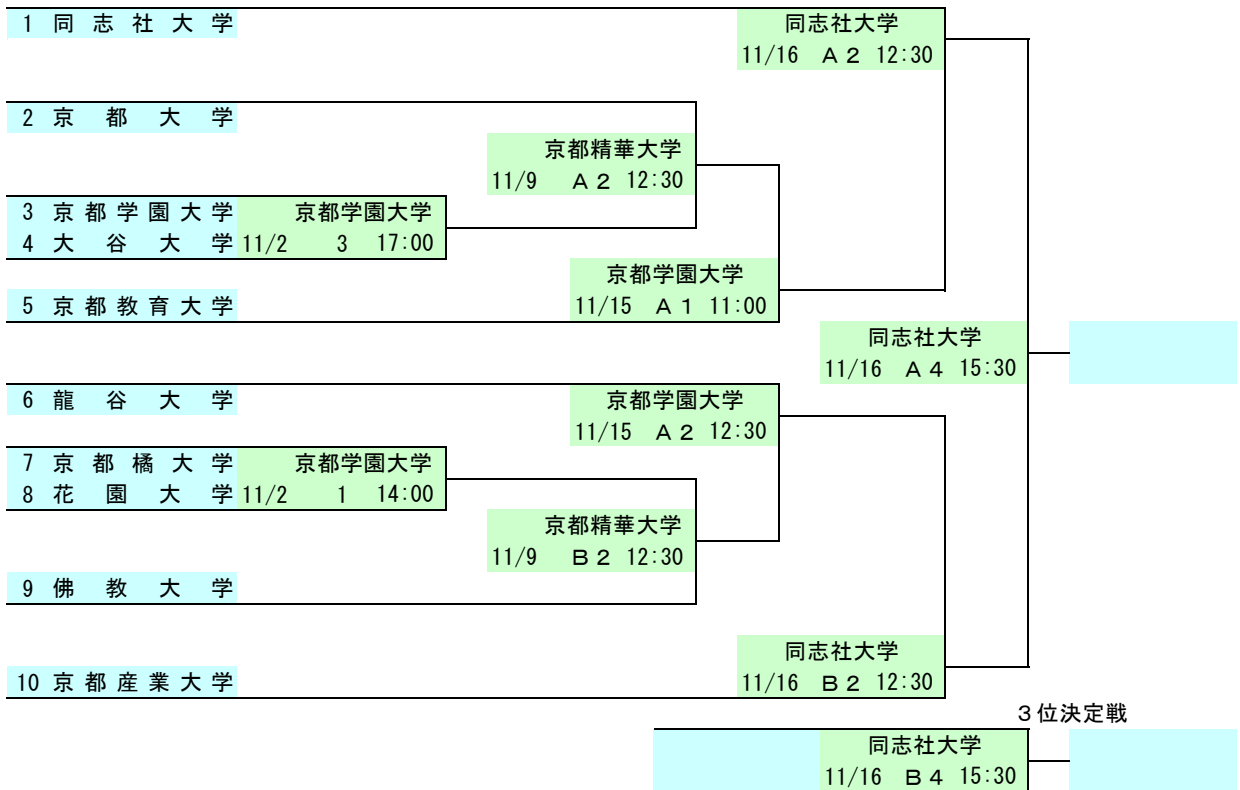 1 同志社大学 同志社大学
11/16 A2 12:30
2 京都大学
京都精華大学
11/9 A2 12:30
3 京都学園大学 京都学園大学
4 大谷大学 11/2 3 17:00
京都学園大学
5 京都教育大学 11/15 A1 11:00
同志社大学
11/16 A4 15:30
6 龍谷大学 京都学園大学
11/15 A2 12:30
7 京都橘大学 京都学園大学
8 花園大学 11/2 1 14:00
京都精華大学
11/9 B2 12:30
9 佛教大学
同志社大学
10 京都産業大学 11/16 B2 12:30
3位決定戦
同志社大学
11/16 B4 15:30